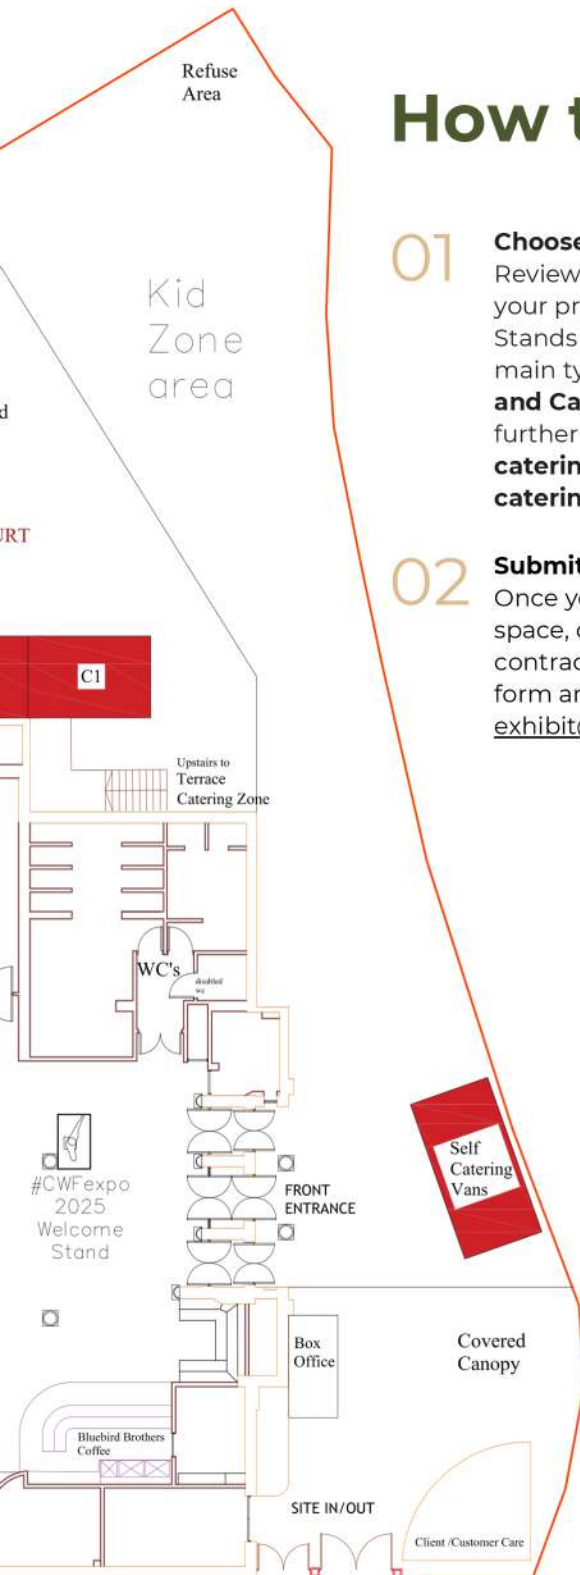 Refuse
Area
How t
01
Choose
Review
your pr
Stands
main ty
and Ca
further
caterin
caterin
Kid
Zone
area
d
URT
02
Submit
Once yo
space, c
contrac
form ar
exhibit@
C1
Upstairs to
Terrace
Catering Zone
WC's
disabled
wc
#CWFexpo
2025
Welcome
Stand
FRONT
ENTRANCE
Self
Catering
Vans
Box
Office
Covered
Canopy
Bluebird Brothers
Coffee
SITE IN/OUT
Client /Customer Care